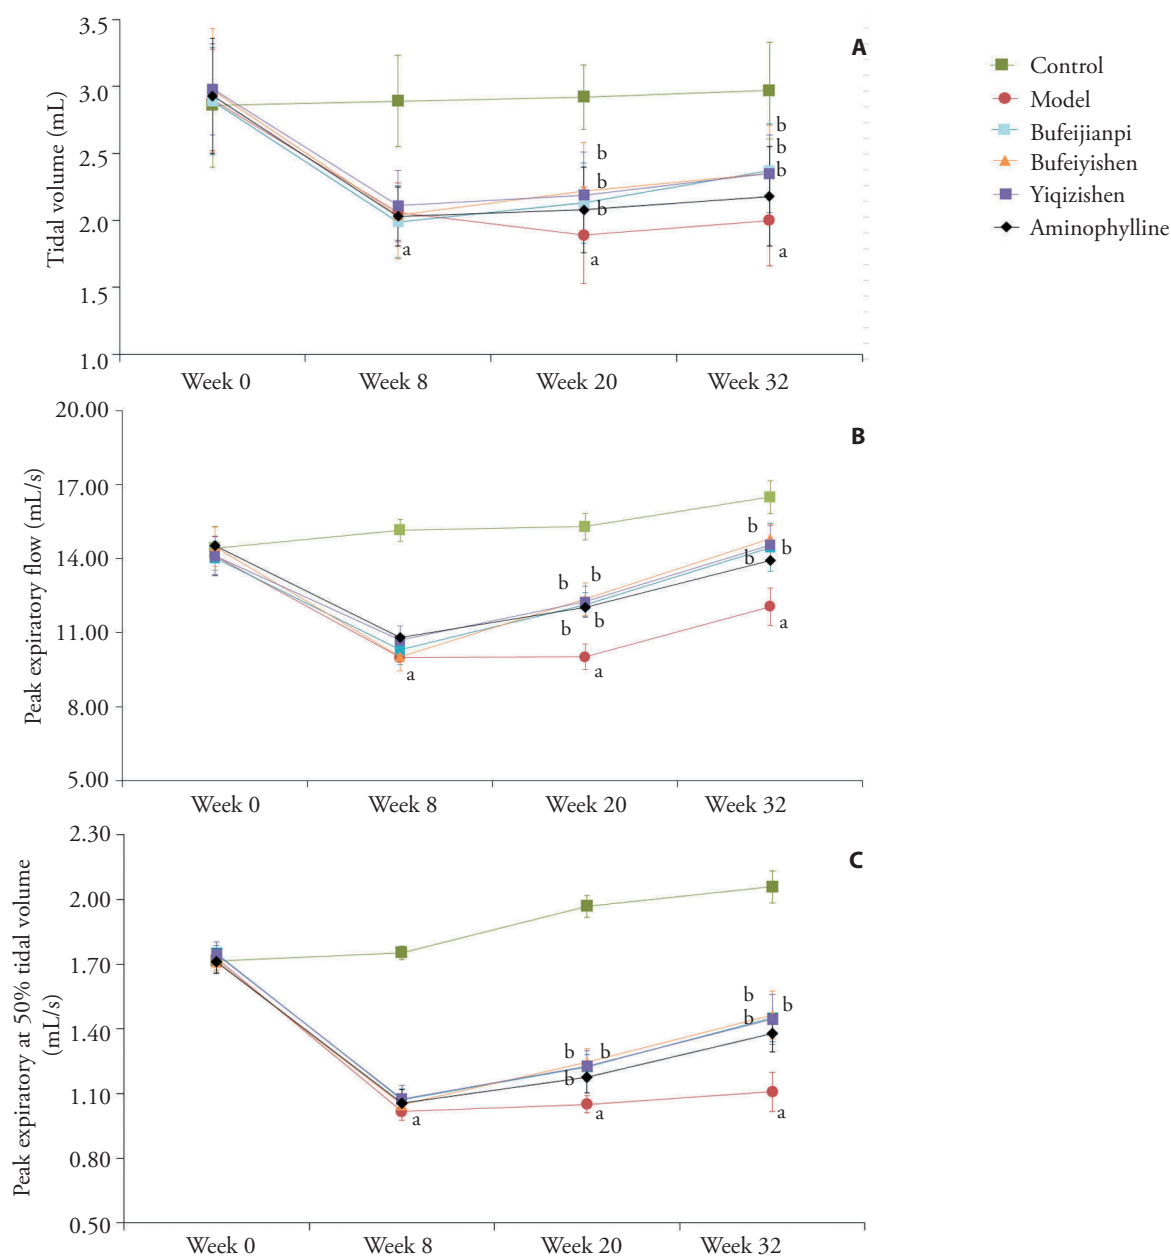 3.5
3.0
2.5
2.0
1.5
1.0
Tidal volume (mL)
A
b
b
b
b
b
b
a
a
a
Week 0
Week 8
Week 20
Week 32
Control
Model
Bufeijianpi
Bufeiyishen
Yiqizishen
Aminophylline
20.00
17.00
14.00
11.00
8.00
5.00
Peak expiratory flow (mL/s)
B
b
b
b
b
b
b
b
a
a
a
Week 0
Week 8
Week 20
Week 32
2.30
2.00
1.70
1.40
1.10
0.80
0.50
Peak expiratory at 50% tidal volume
(mL/s)
C
b
b
b
b
b
b
a
a
a
Week 0
Week 8
Week 20
Week 32